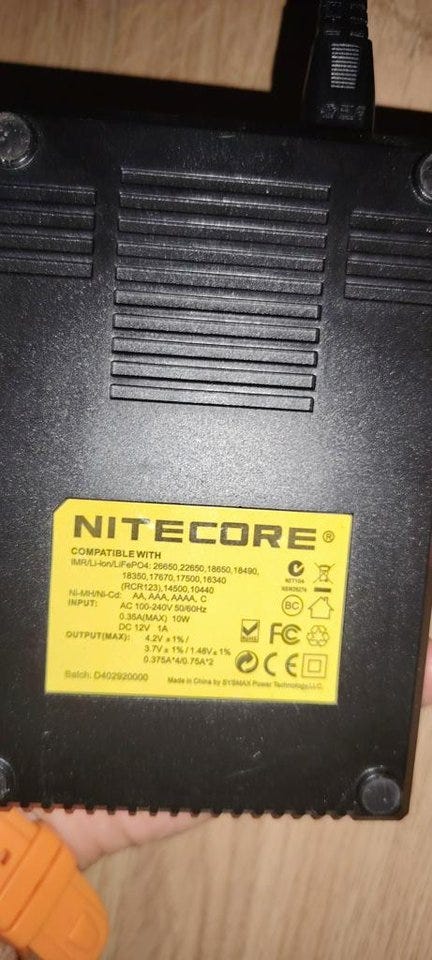 NITECORE®
COMPATIBLE WITH
IMR/Li-ion/LiFePO4: 26650,22650,18650,18490,
18350,17670,17500,16340
(RCR123),14500,10440
Ni-MH/Ni-Cd: AA, AAA, AAAA, C
INPUT: AC 100-240V 50/60Hz
0.35A(MAX) 10W
DC 12V 1A
OUTPUT(MAX): 4.2V ± 1% /
3.7V ± 1% / 1.48V ± 1%
0.375A*4/0.75A*2
BC
FC
CE
Batch: D402920000
Made in China by SYSMAX Power Technology,LLC.